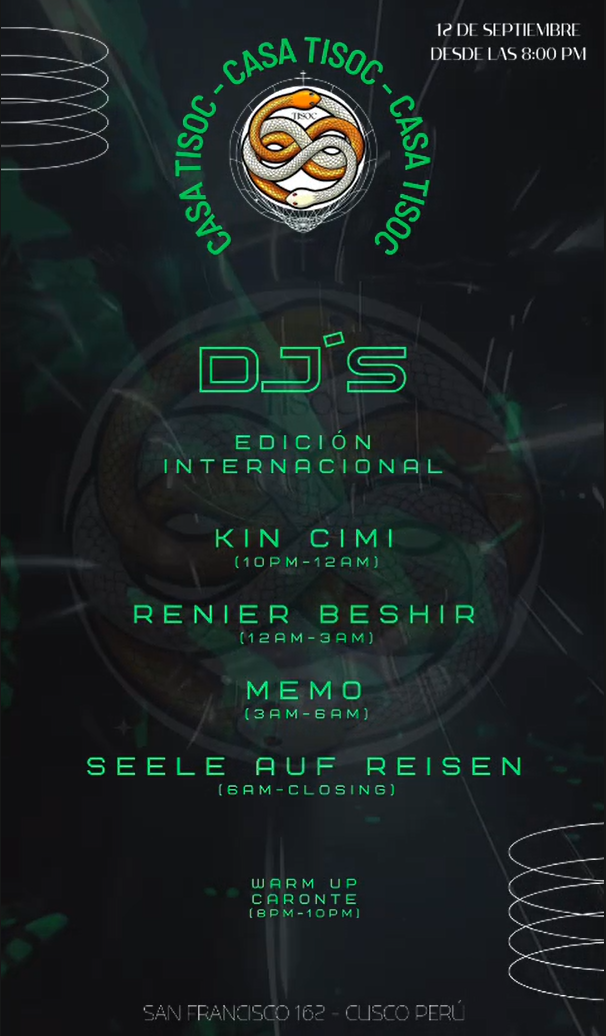 12 DE SEPTIEMBRE
DESDE LAS 8:00 PM
CASA TISOC - CASA TISOC - CASA TISOC
TISOC
DJ´S
TISOC
EDICIÓN
INTERNACIONAL
KIN CIMI
(10PM-12AM)
RENIER BESHIR
(12AM-3AM)
MEMO
(3AM-6AM)
SEELE AUF REISEN
(6AM-CLOSING)
WARM UP
CARONTE
(8PM-10PM)
SAN FRANCISCO 162 - CUSCO PERÚ